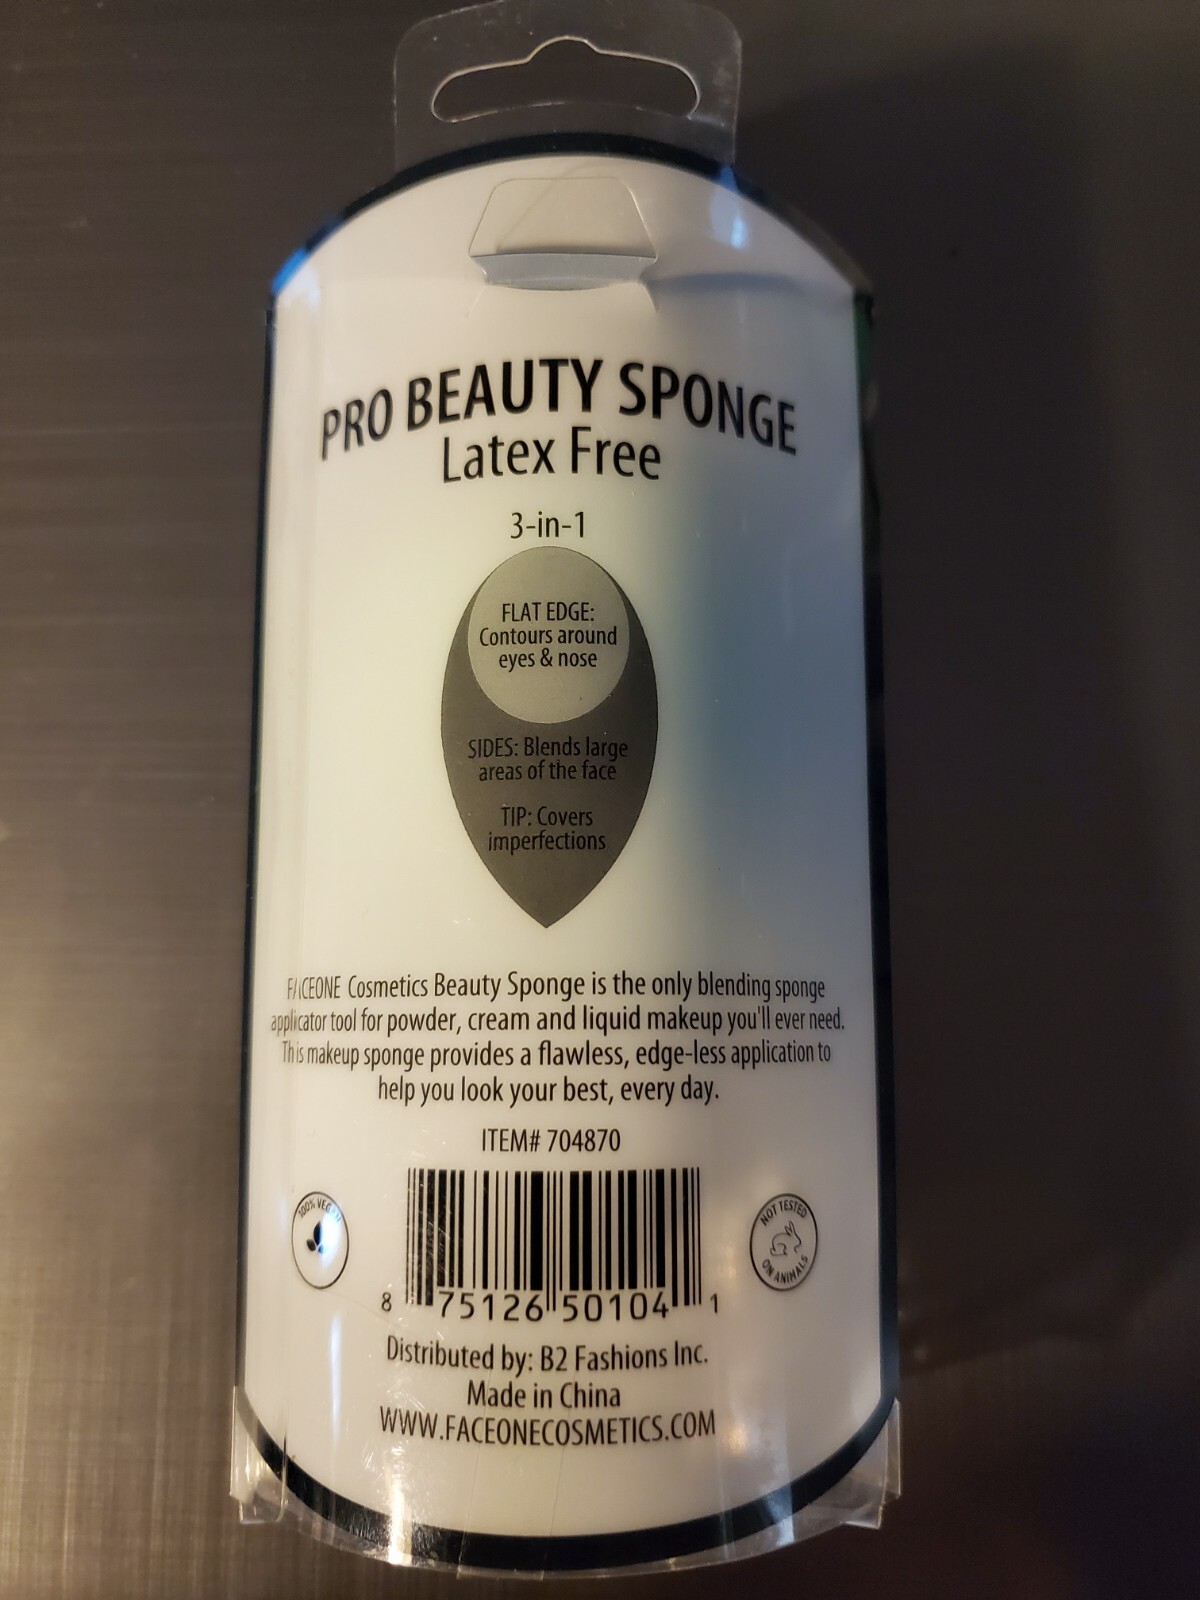 PRO BEAUTY SPONGE
Latex Free
3-in-1
FLAT EDGE:
Contours around
eyes & nose
SIDES: Blends large
areas of the face
TIP: Covers
imperfections
FACEONE Cosmetics Beauty Sponge is the only blending sponge
applicator tool for powder, cream and liquid makeup you'll ever need.
This makeup sponge provides a flawless, edge-less application to
help you look your best, every day.
ITEM# 704870
100% VEGAN
NOT TESTED
ON ANIMALS
8 75126 50104 1
Distributed by: B2 Fashions Inc.
Made in China
WWW.FACEONECOSMETICS.COM